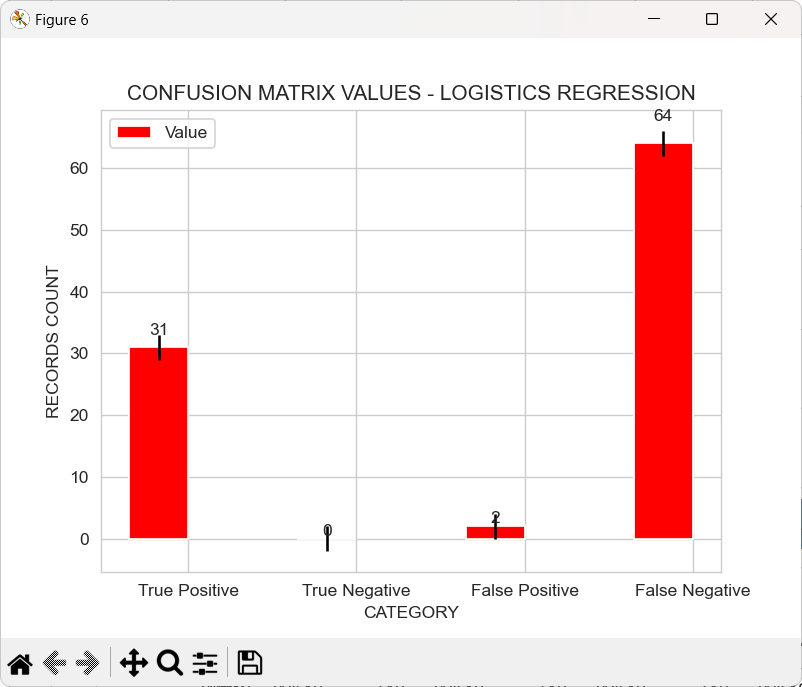 Figure 6
CONFUSION MATRIX VALUES - LOGISTICS REGRESSION
Value
64
60
50
40
31
30
20
10
2
0
0
RECORDS COUNT
True Positive True Negative False Positive False Negative
CATEGORY